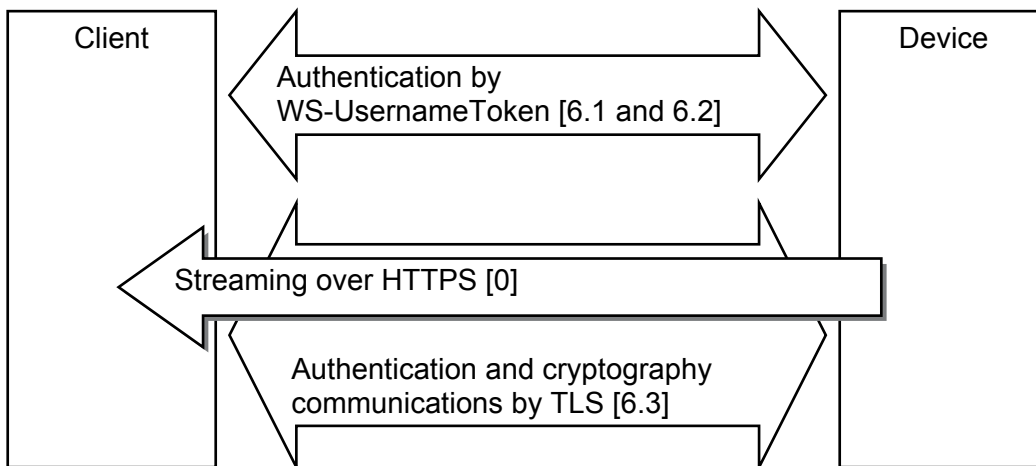 Client
Device
Authentication by
WS-UsernameToken [6.1 and 6.2]
Streaming over HTTPS [0]
Authentication and cryptography
communications by TLS [6.3]